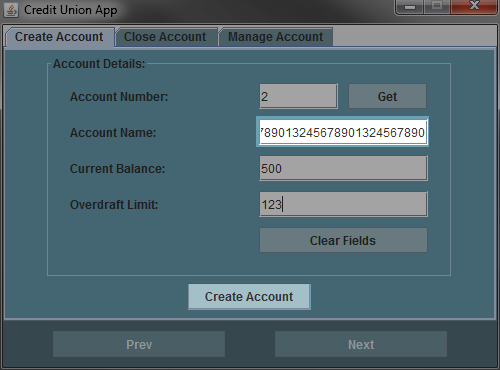 Credit Union App
Create Account Close Account Manage Account
Account Details:
Account Number: 2 Get
Account Name: 789013245678901324567890
Current Balance: 500
Overdraft Limit: 123
Clear Fields
Create Account
Prev Next